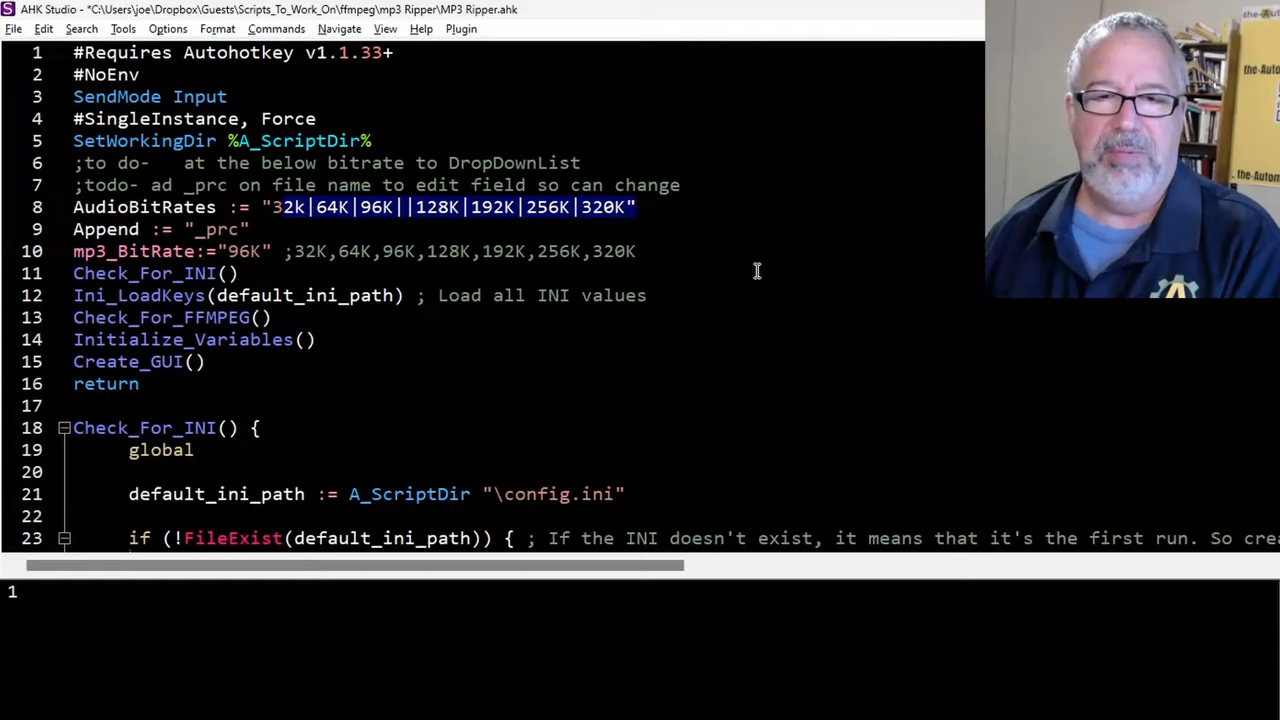 AHK Studio - *C:\Users\joe\Dropbox\Guests\Scripts_To_Work_On\ffmpeg\mp3 Ripper\MP3 Ripper.ahk
File Edit Search Tools Options Format Commands Navigate View Help Plugin
1 #Requires Autohotkey v1.1.33+
2 #NoEnv
3 SendMode Input
4 #SingleInstance, Force
5 SetWorkingDir %A_ScriptDir%
6 ;to do- at the below bitrate to DropDownList
7 ;todo- ad _prc on file name to edit field so can change
8 AudioBitRates := "32k|64K|96K||128K|192K|256K|320K"
9 Append := "_prc"
10 mp3_BitRate:="96K" ;32K,64K,96K,128K,192K,256K,320K
11 Check_For_INI()
12 Ini_LoadKeys(default_ini_path) ; Load all INI values
13 Check_For_FFMPEG()
14 Initialize_Variables()
15 Create_GUI()
16 return
17
18 Check_For_INI() {
19 global
20
21 default_ini_path := A_ScriptDir "\config.ini"
22
23 if (!FileExist(default_ini_path)) { ; If the INI doesn't exist, it means that it's the first run. So crea
1
the-Auto
the-Autom